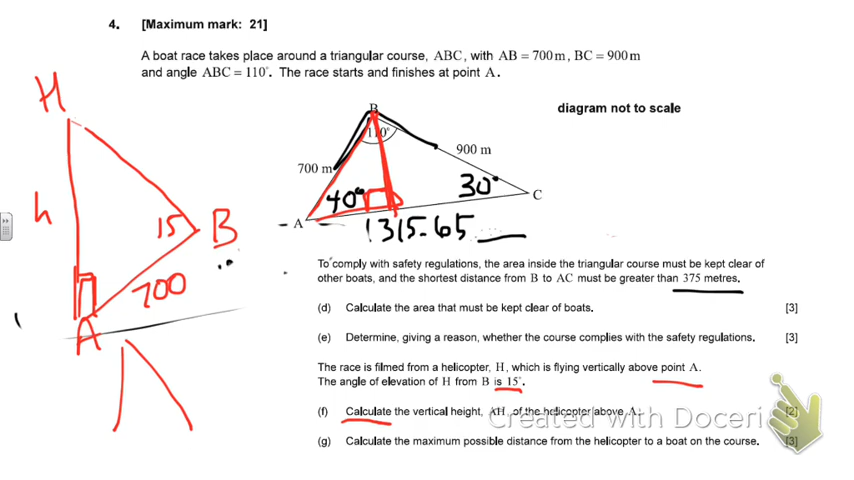 4. [Maximum mark: 21]
A boat race takes place around a triangular course, ABC, with AB = 700 m, BC = 900 m
and angle ABC = 110°. The race starts and finishes at point A.
diagram not to scale
H
h
15
B
700
A
B
110°
700 m
900 m
40°
30°
A
C
1315.65
To comply with safety regulations, the area inside the triangular course must be kept clear of
other boats, and the shortest distance from B to AC must be greater than 375 metres.
(d) Calculate the area that must be kept clear of boats. [3]
(e) Determine, giving a reason, whether the course complies with the safety regulations. [3]
The race is filmed from a helicopter, H, which is flying vertically above point A.
The angle of elevation of H from B is 15°.
(f) Calculate the vertical height, AH, of the helicopter above A. [2]
Created with Doceri
(g) Calculate the maximum possible distance from the helicopter to a boat on the course. [3]